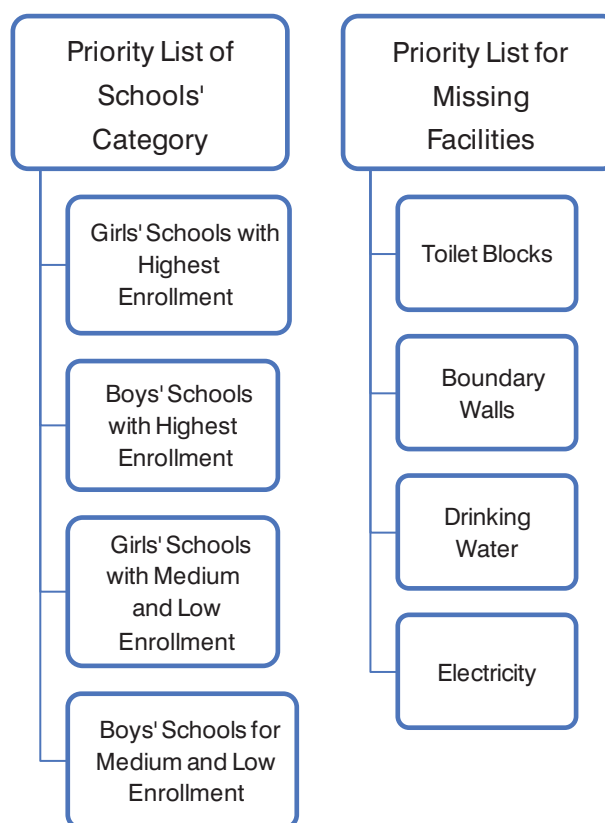 Priority List of
Schools'
Category
Girls' Schools with
Highest
Enrollment
Boys' Schools
with Highest
Enrollment
Girls' Schools
with Medium
and Low
Enrollment
Boys' Schools for
Medium and Low
Enrollment
Priority List for
Missing
Facilities
Toilet Blocks
Boundary
Walls
Drinking
Water
Electricity